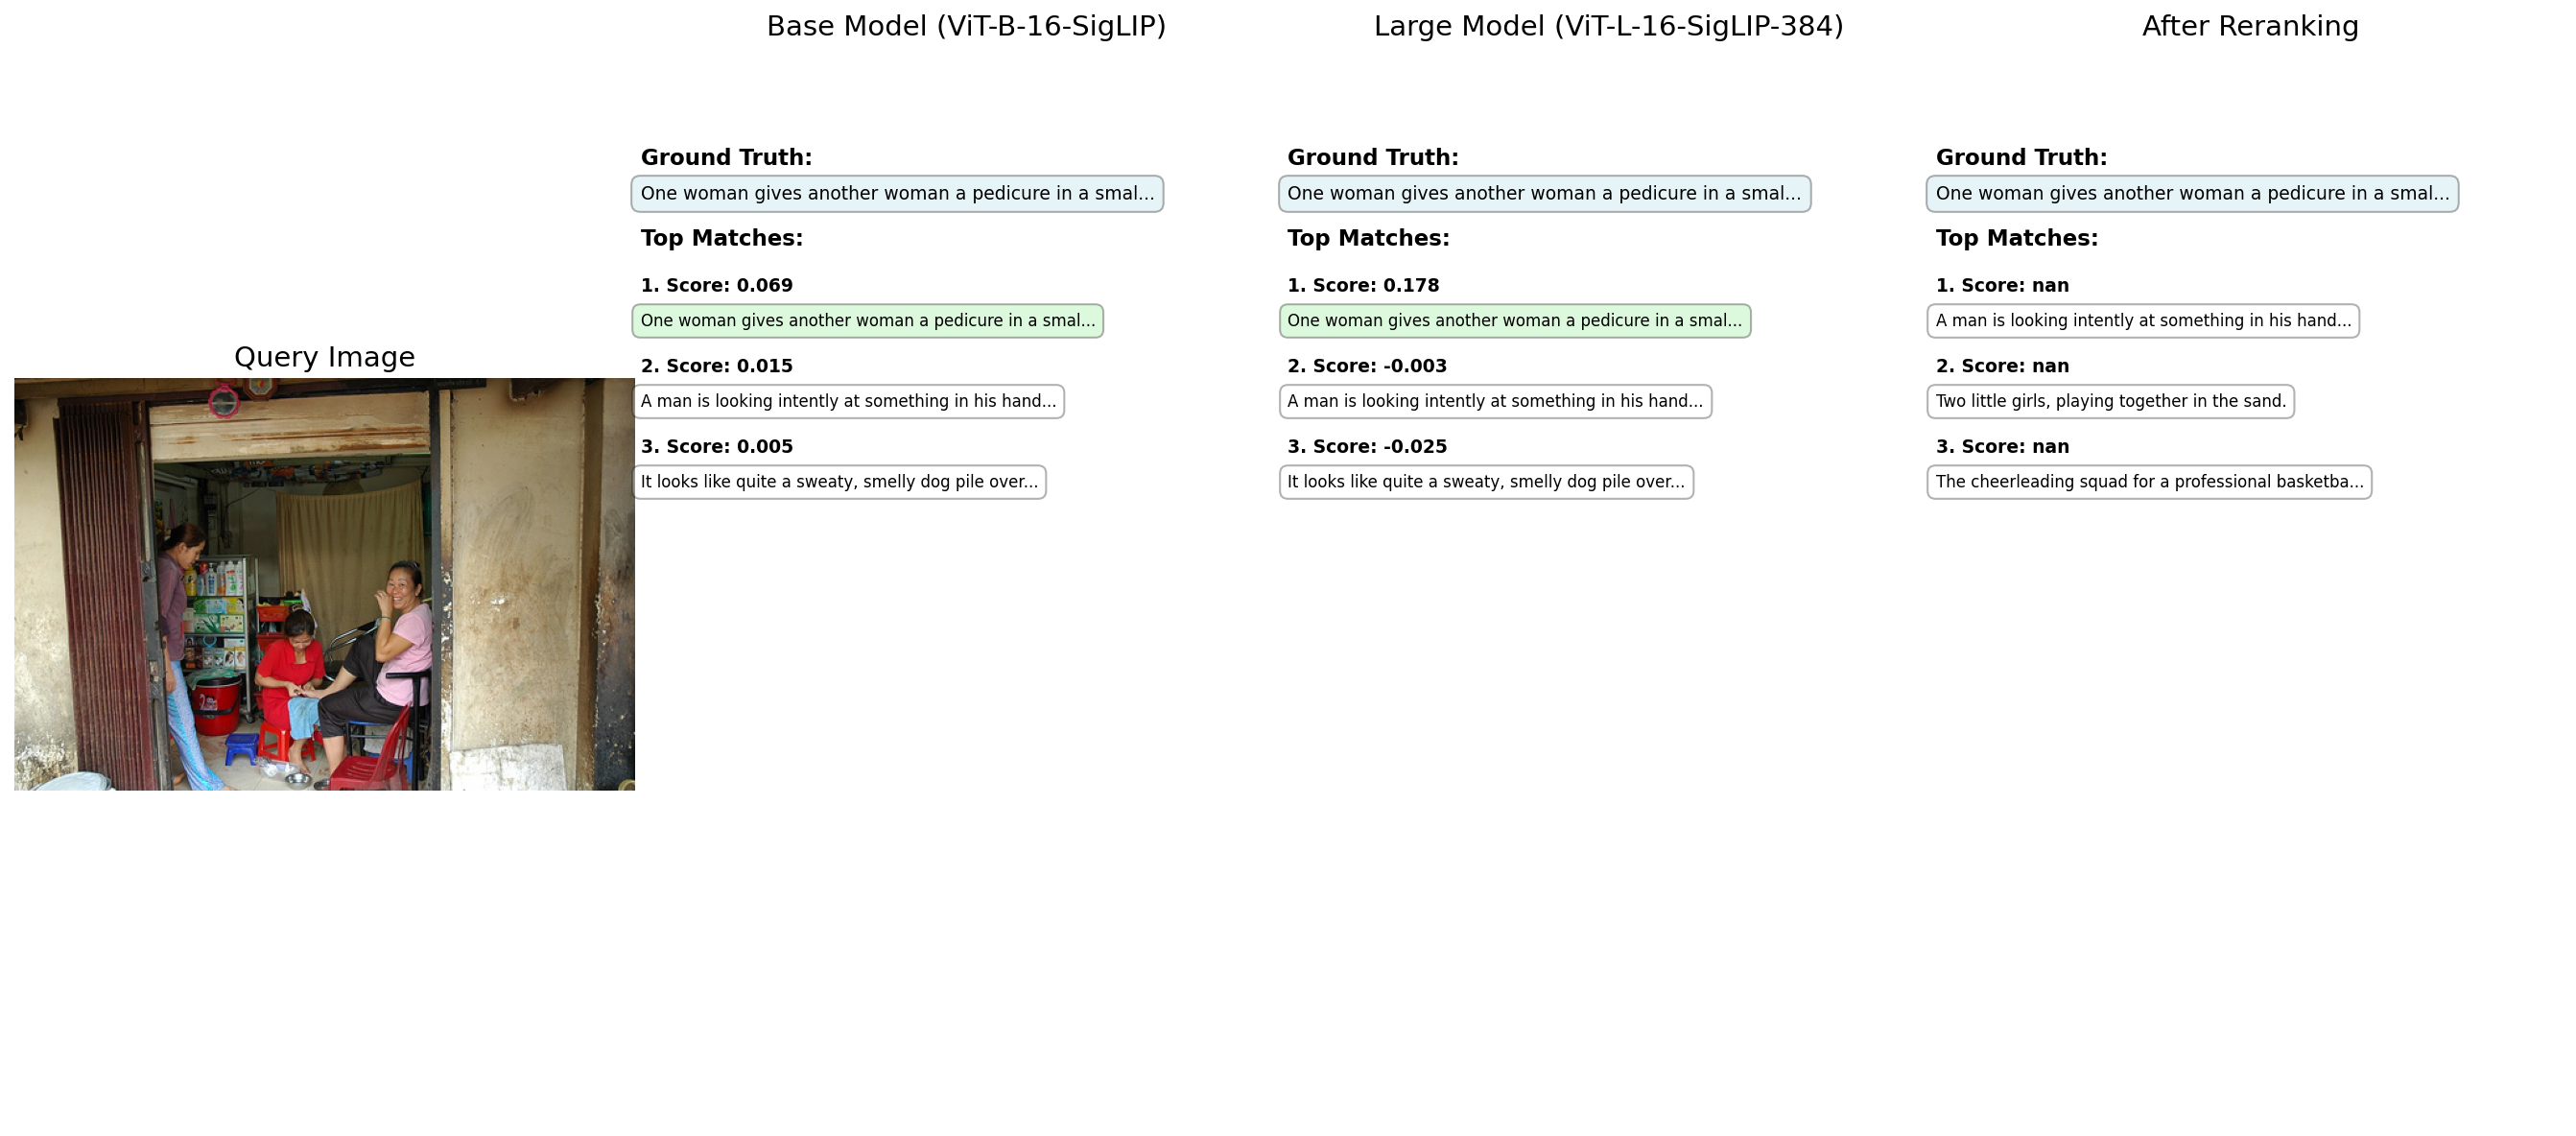 Base Model (ViT-B-16-SigLIP)
Large Model (ViT-L-16-SigLIP-384)
After Reranking
Query Image
Ground Truth:
One woman gives another woman a pedicure in a smal...
Top Matches:
1. Score: 0.069
One woman gives another woman a pedicure in a smal...
2. Score: 0.015
A man is looking intently at something in his hand...
3. Score: 0.005
It looks like quite a sweaty, smelly dog pile over...
Ground Truth:
One woman gives another woman a pedicure in a smal...
Top Matches:
1. Score: 0.178
One woman gives another woman a pedicure in a smal...
2. Score: -0.003
A man is looking intently at something in his hand...
3. Score: -0.025
It looks like quite a sweaty, smelly dog pile over...
Ground Truth:
One woman gives another woman a pedicure in a smal...
Top Matches:
1. Score: nan
A man is looking intently at something in his hand...
2. Score: nan
Two little girls, playing together in the sand.
3. Score: nan
The cheerleading squad for a professional basketba...